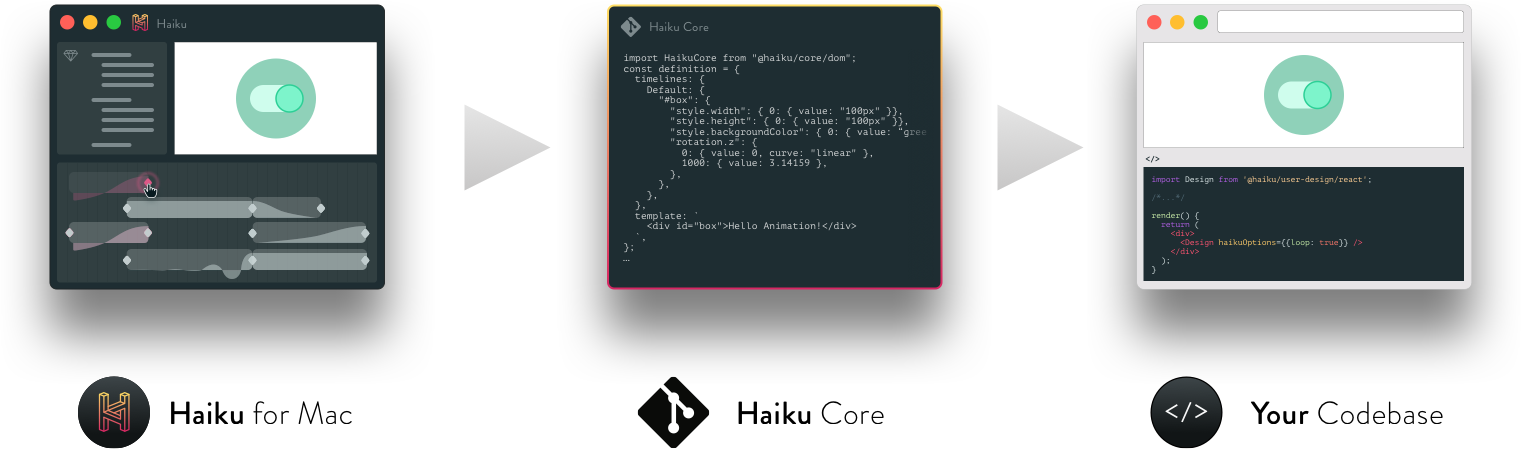 Haiku
Haiku Core
import HaikuCore from "@haiku/core/dom";
const definition = {
timelines: {
Default: {
"#box": {
"style.width": { 0: { value: "100px" }},
"style.height": { 0: { value: "100px" }},
"style.backgroundColor": { 0: { value: "gree
"rotation.z": {
0: { value: 0, curve: "linear" },
1000: { value: 3.14159 },
},
},
},
},
template: `
<div id="box">Hello Animation!</div>
`,
};
…
</>
import Design from '@haiku/user-design/react';
/*...*/
render() {
return (
<div>
<Design haikuOptions={{loop: true}} />
</div>
);
}
Haiku for Mac
Haiku Core
</>
Your Codebase